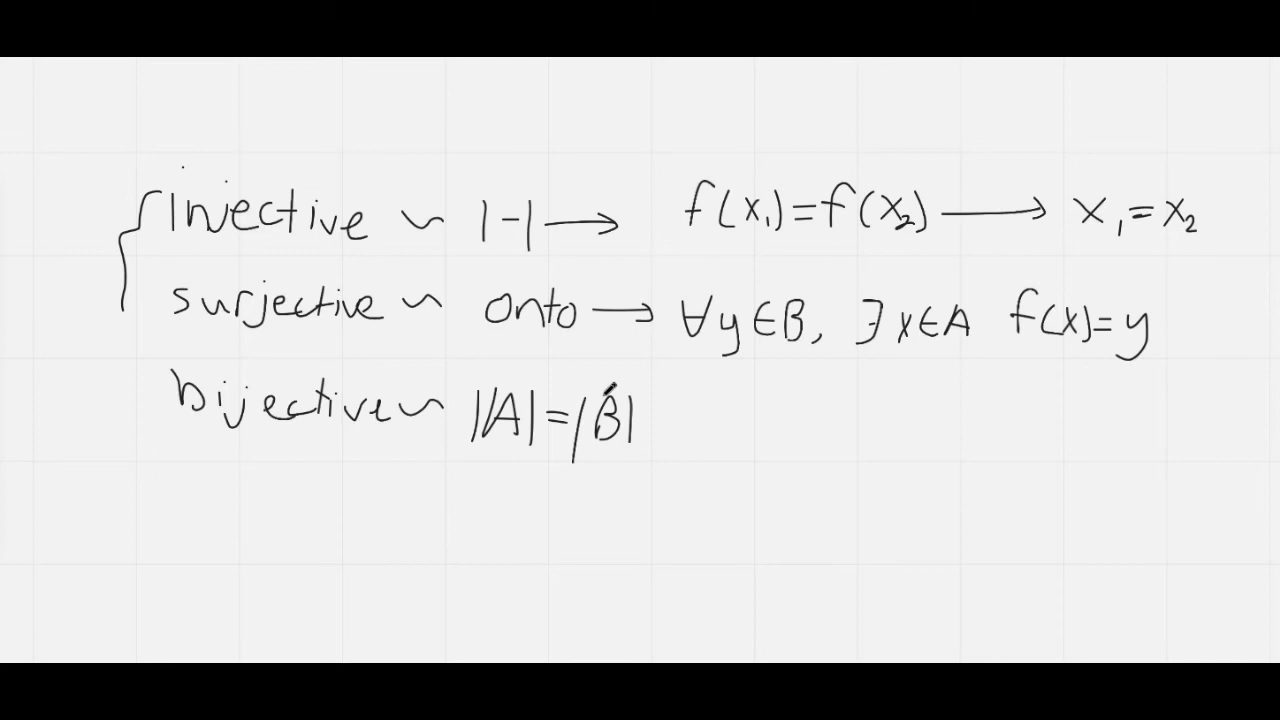 injective ~ 1-1 → f(x₁)=f(x₂) → x₁=x₂
surjective ~ onto → ∀y∈B, ∃x∈A f(x)=y
bijective ~ |A|=|B|